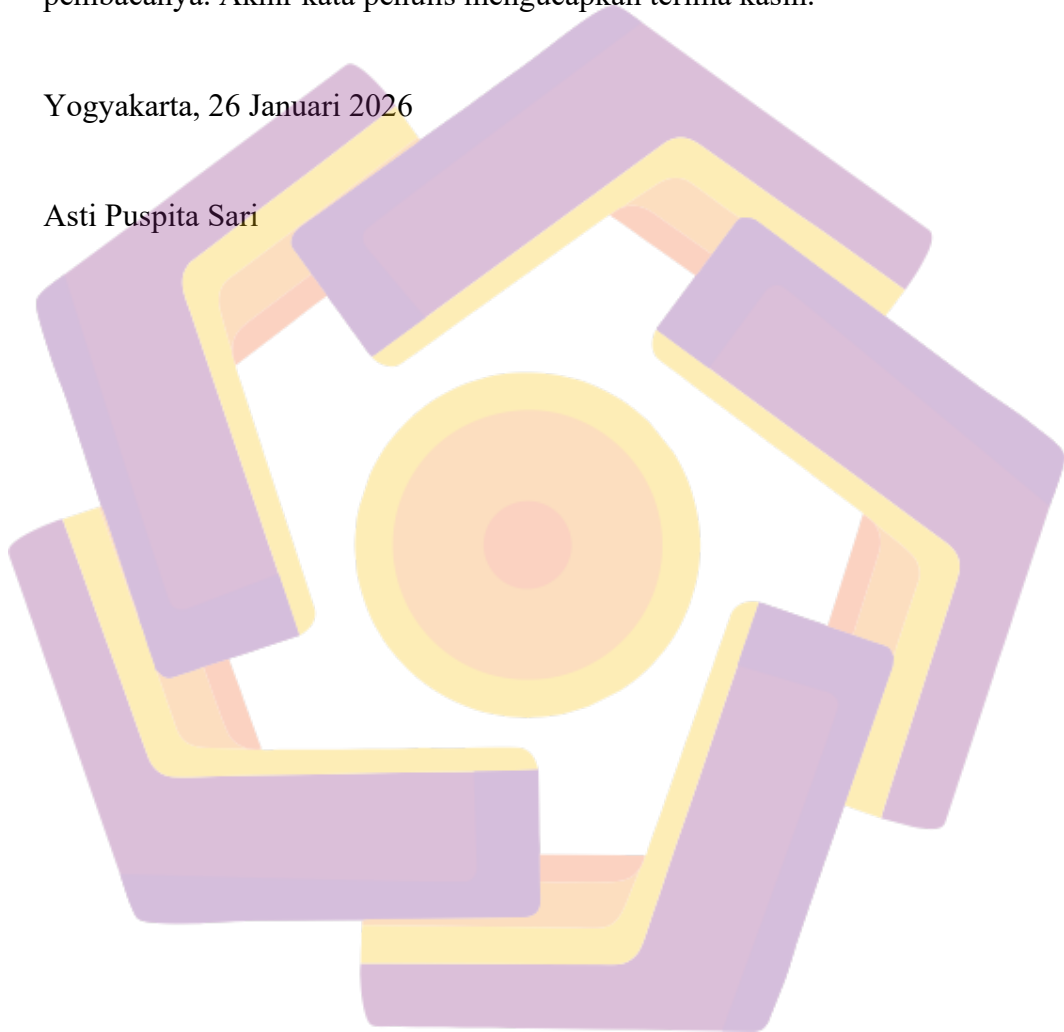 pembacanya. Akhir kata penulis mengucapkan terima kasih.
Yogyakarta, 26 Januari 2026
Asti Puspita Sari